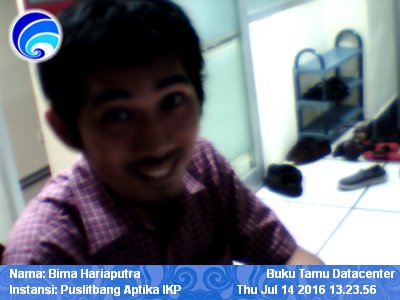 Nama: Bima Hariaputra Buku Tamu Datacenter
Instansi: Puslitbang Aptika IKP Thu Jul 14 2016 13.23.56